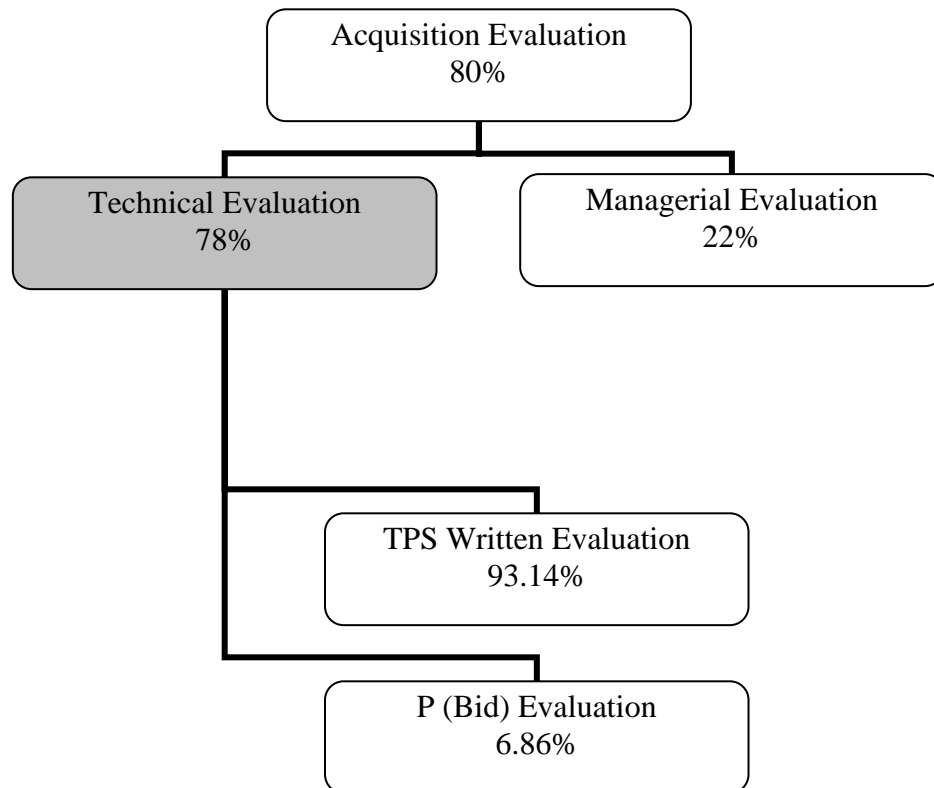 Acquisition Evaluation
80%
Technical Evaluation
78%
Managerial Evaluation
22%
TPS Written Evaluation
93.14%
P (Bid) Evaluation
6.86%